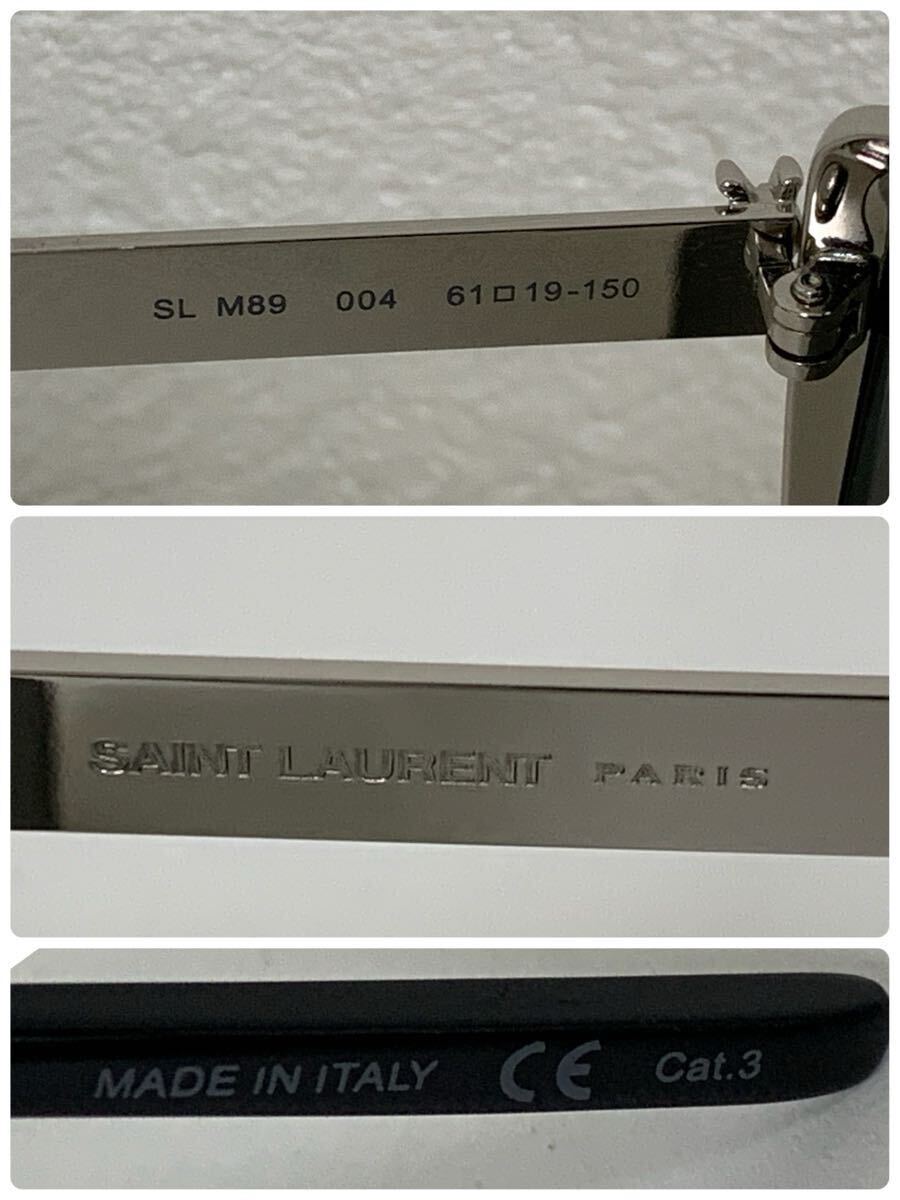 SL M89 004 61□19-150
SAINT LAURENT PARIS
MADE IN ITALY CE Cat.3